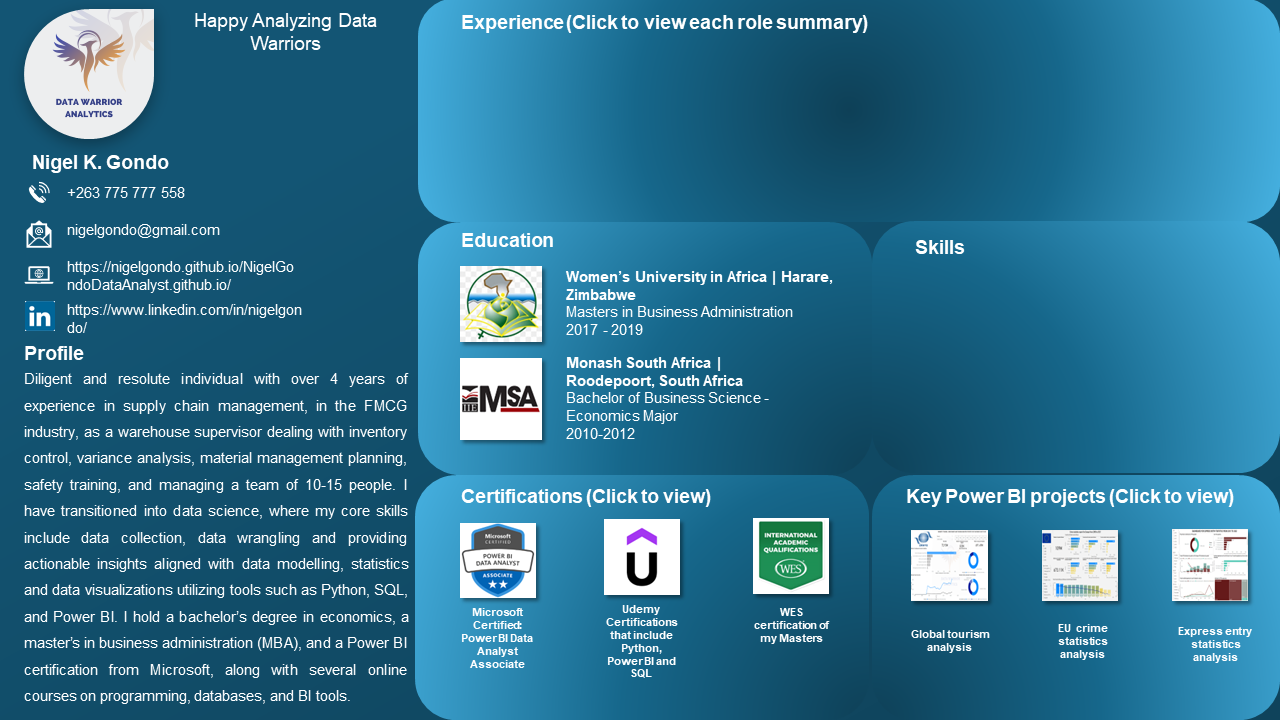 DATA WARRIOR
ANALYTICS
Happy Analyzing Data
Warriors
Nigel K. Gondo
+263 775 777 558
nigelgondo@gmail.com
https://nigelgondo.github.io/NigelGo
ndoDataAnalyst.github.io/
in
https://www.linkedin.com/in/nigelgon
do/
Profile
Diligent and resolute individual with over 4 years of
experience in supply chain management, in the FMCG
industry, as a warehouse supervisor dealing with inventory
control, variance analysis, material management planning,
safety training, and managing a team of 10-15 people. I
have transitioned into data science, where my core skills
include data collection, data wrangling and providing
actionable insights aligned with data modelling, statistics
and data visualizations utilizing tools such as Python, SQL,
and Power BI. I hold a bachelor's degree in economics, a
master's in business administration (MBA), and a Power BI
certification from Microsoft, along with several online
courses on programming, databases, and BI tools.
Experience (Click to view each role summary)
Education
Women's University in Africa | Harare,
Zimbabwe
Masters in Business Administration
2017 - 2019
IIE MSA
Monash South Africa |
Roodepoort, South Africa
Bachelor of Business Science -
Economics Major
2010-2012
Skills
Certifications (Click to view)
Microsoft
CERTIFIED
POWER BI
DATA ANALYST
ASSOCIATE
Microsoft
Certified:
Power BI Data
Analyst
Associate
Udemy
Certifications
that include
Python,
Power BI and
SQL
INTERNATIONAL
ACADEMIC
QUALIFICATIONS
WES
WES
certification of
my Masters
Key Power BI projects (Click to view)
Global tourism
analysis
EU crime
statistics
analysis
Express entry
statistics
analysis